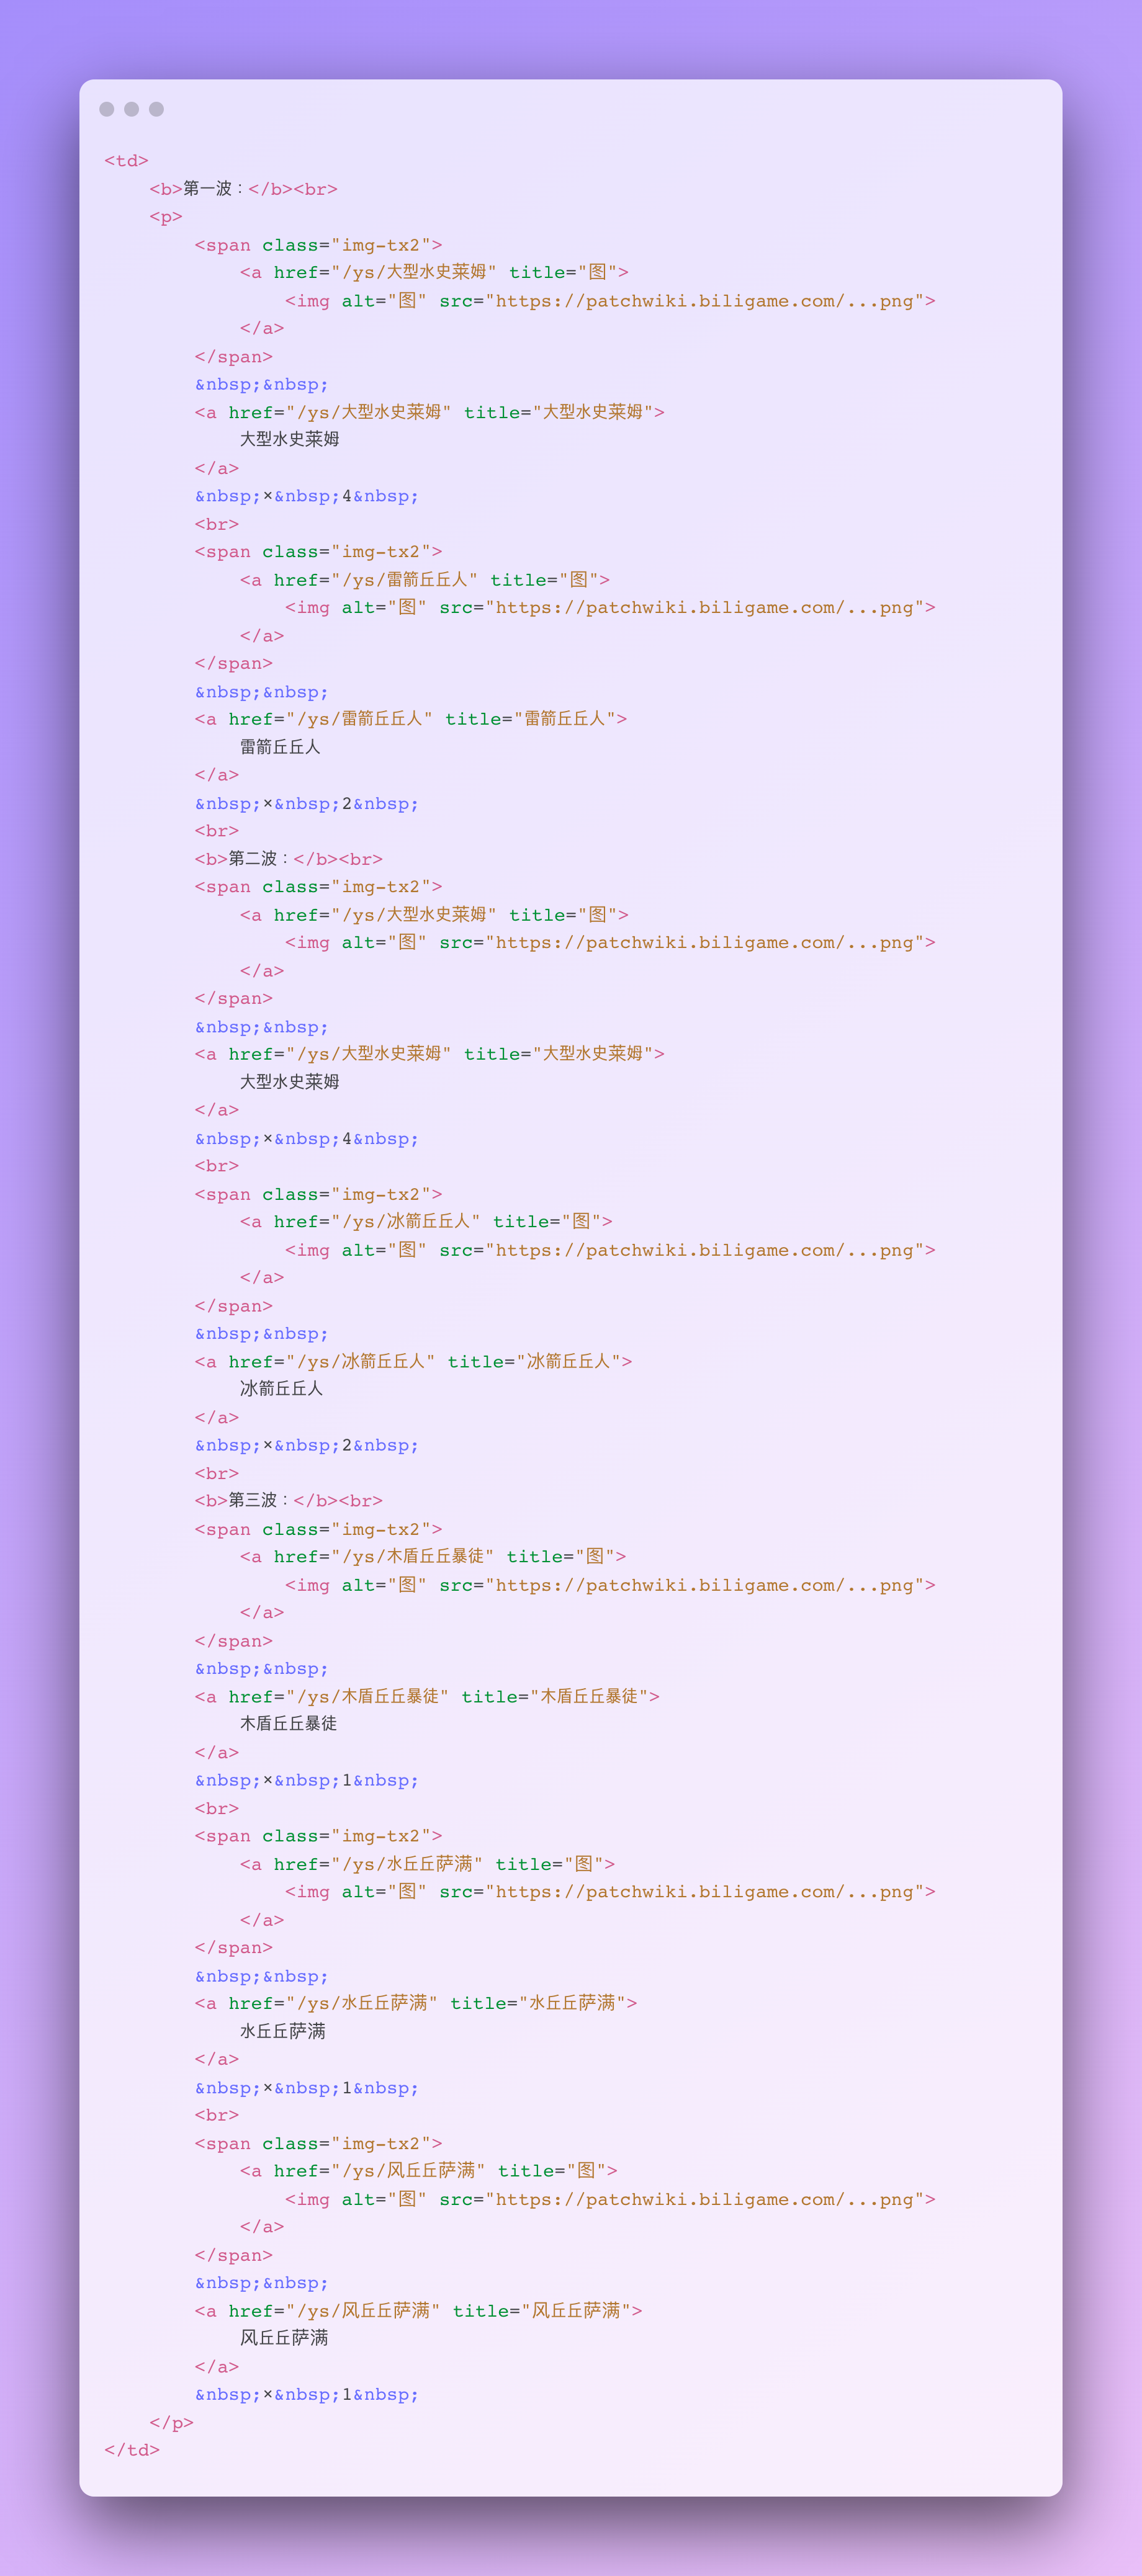 <td>
    <b>第一波：</b><br>
    <p>
        <span class="img-tx2">
            <a href="/ys/大型水史莱姆" title="图">
                <img alt="图" src="https://patchwiki.biligame.com/...png">
            </a>
        </span>
        &nbsp;&nbsp;
        <a href="/ys/大型水史莱姆" title="大型水史莱姆">
            大型水史莱姆
        </a>
        &nbsp;×&nbsp;4&nbsp;
        <br>
        <span class="img-tx2">
            <a href="/ys/雷箭丘丘人" title="图">
                <img alt="图" src="https://patchwiki.biligame.com/...png">
            </a>
        </span>
        &nbsp;&nbsp;
        <a href="/ys/雷箭丘丘人" title="雷箭丘丘人">
            雷箭丘丘人
        </a>
        &nbsp;×&nbsp;2&nbsp;
        <br>
        <b>第二波：</b><br>
        <span class="img-tx2">
            <a href="/ys/大型水史莱姆" title="图">
                <img alt="图" src="https://patchwiki.biligame.com/...png">
            </a>
        </span>
        &nbsp;&nbsp;
        <a href="/ys/大型水史莱姆" title="大型水史莱姆">
            大型水史莱姆
        </a>
        &nbsp;×&nbsp;4&nbsp;
        <br>
        <span class="img-tx2">
            <a href="/ys/冰箭丘丘人" title="图">
                <img alt="图" src="https://patchwiki.biligame.com/...png">
            </a>
        </span>
        &nbsp;&nbsp;
        <a href="/ys/冰箭丘丘人" title="冰箭丘丘人">
            冰箭丘丘人
        </a>
        &nbsp;×&nbsp;2&nbsp;
        <br>
        <b>第三波：</b><br>
        <span class="img-tx2">
            <a href="/ys/木盾丘丘暴徒" title="图">
                <img alt="图" src="https://patchwiki.biligame.com/...png">
            </a>
        </span>
        &nbsp;&nbsp;
        <a href="/ys/木盾丘丘暴徒" title="木盾丘丘暴徒">
            木盾丘丘暴徒
        </a>
        &nbsp;×&nbsp;1&nbsp;
        <br>
        <span class="img-tx2">
            <a href="/ys/水丘丘萨满" title="图">
                <img alt="图" src="https://patchwiki.biligame.com/...png">
            </a>
        </span>
        &nbsp;&nbsp;
        <a href="/ys/水丘丘萨满" title="水丘丘萨满">
            水丘丘萨满
        </a>
        &nbsp;×&nbsp;1&nbsp;
        <br>
        <span class="img-tx2">
            <a href="/ys/风丘丘萨满" title="图">
                <img alt="图" src="https://patchwiki.biligame.com/...png">
            </a>
        </span>
        &nbsp;&nbsp;
        <a href="/ys/风丘丘萨满" title="风丘丘萨满">
            风丘丘萨满
        </a>
        &nbsp;×&nbsp;1&nbsp;
    </p>
</td>